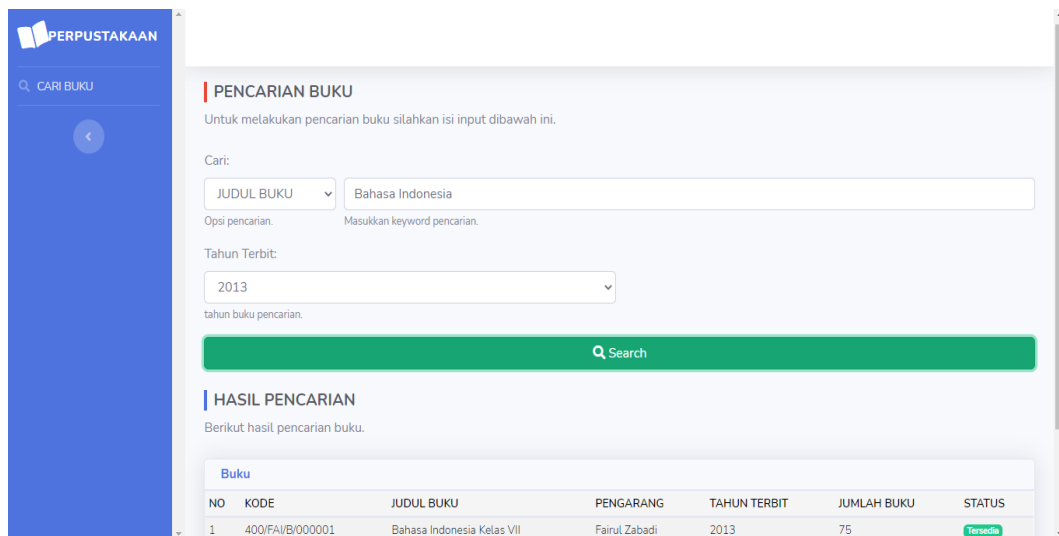 PERPUSTAKAAN
CARI BUKU
PENCARIAN BUKU
Untuk melakukan pencarian buku silahkan isi input dibawah ini.
Cari:
JUDUL BUKU Bahasa Indonesia
Opsi pencarian. Masukkan keyword pencarian.
Tahun Terbit:
2013
tahun buku pencarian.
Search
HASIL PENCARIAN
Berikut hasil pencarian buku.
Buku
NO KODE JUDUL BUKU PENGARANG TAHUN TERBIT JUMLAH BUKU STATUS
1 400/FAI/B/000001 Bahasa Indonesia Kelas VII Fairul Zabadi 2013 75 Tersedia